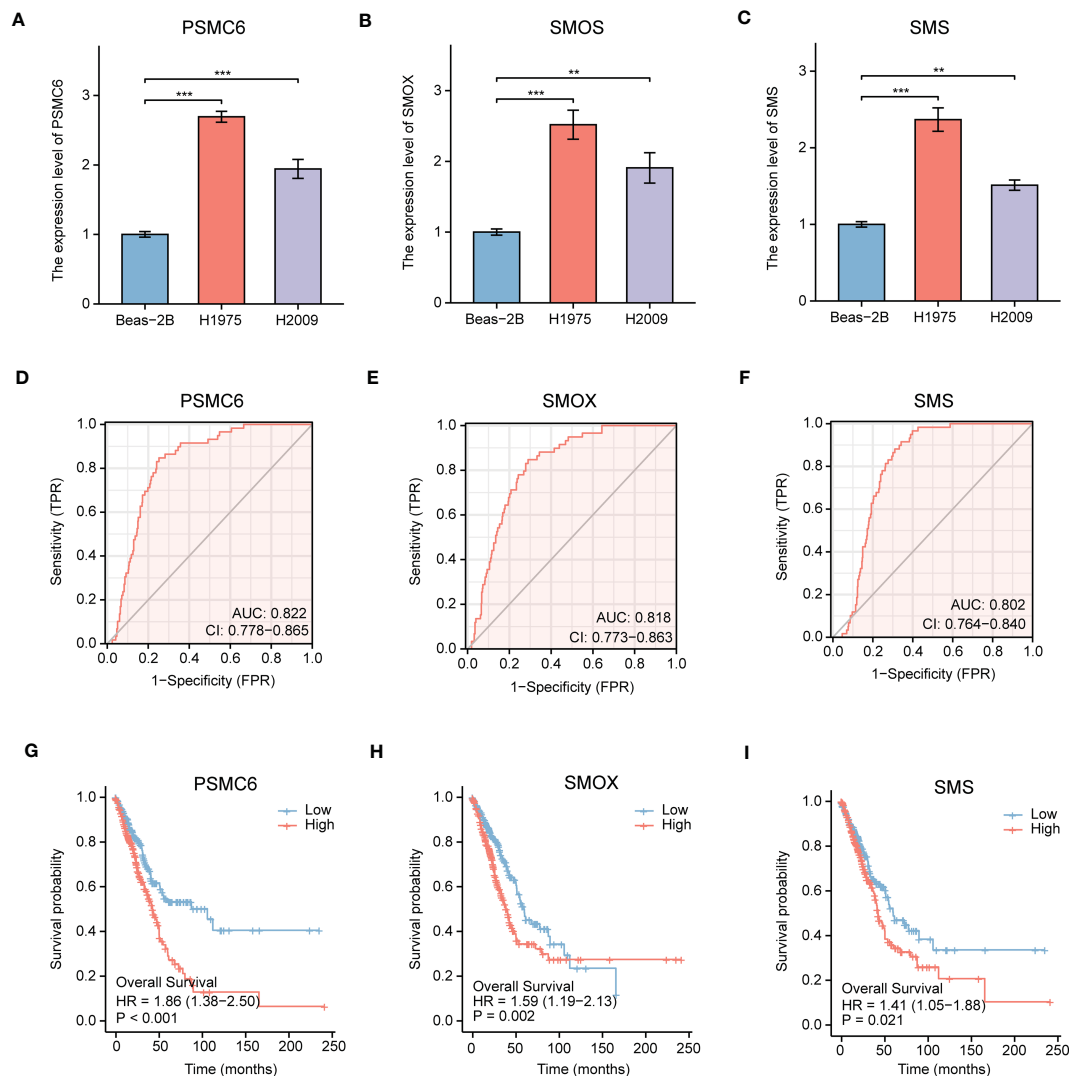 A
PSMC6
The expression level of PSMC6
3
2
1
0
***
***
Beas−2B
H1975
H2009
B
SMOS
The expression level of SMOX
3
2
1
0
**
***
Beas−2B
H1975
H2009
C
SMS
The expression level of SMS
3
2
1
0
**
***
Beas−2B
H1975
H2009
D
PSMC6
Sensitivity (TPR)
1.0
0.8
0.6
0.4
0.2
0.0
AUC: 0.822
CI: 0.778−0.865
0.0 0.2 0.4 0.6 0.8 1.0
1−Specificity (FPR)
E
SMOX
Sensitivity (TPR)
1.0
0.8
0.6
0.4
0.2
0.0
AUC: 0.818
CI: 0.773−0.863
0.0 0.2 0.4 0.6 0.8 1.0
1−Specificity (FPR)
F
SMS
Sensitivity (TPR)
1.0
0.8
0.6
0.4
0.2
0.0
AUC: 0.802
CI: 0.764−0.840
0.0 0.2 0.4 0.6 0.8 1.0
1−Specificity (FPR)
G
PSMC6
Survival probability
1.0
0.8
0.6
0.4
0.2
0.0
Low
High
Overall Survival
HR = 1.86 (1.38−2.50)
P < 0.001
0 50 100 150 200 250
Time (months)
H
SMOX
Survival probability
1.0
0.8
0.6
0.4
0.2
0.0
Low
High
Overall Survival
HR = 1.59 (1.19−2.13)
P = 0.002
0 50 100 150 200 250
Time (months)
I
SMS
Survival probability
1.0
0.8
0.6
0.4
0.2
0.0
Low
High
Overall Survival
HR = 1.41 (1.05−1.88)
P = 0.021
0 50 100 150 200 250
Time (months)